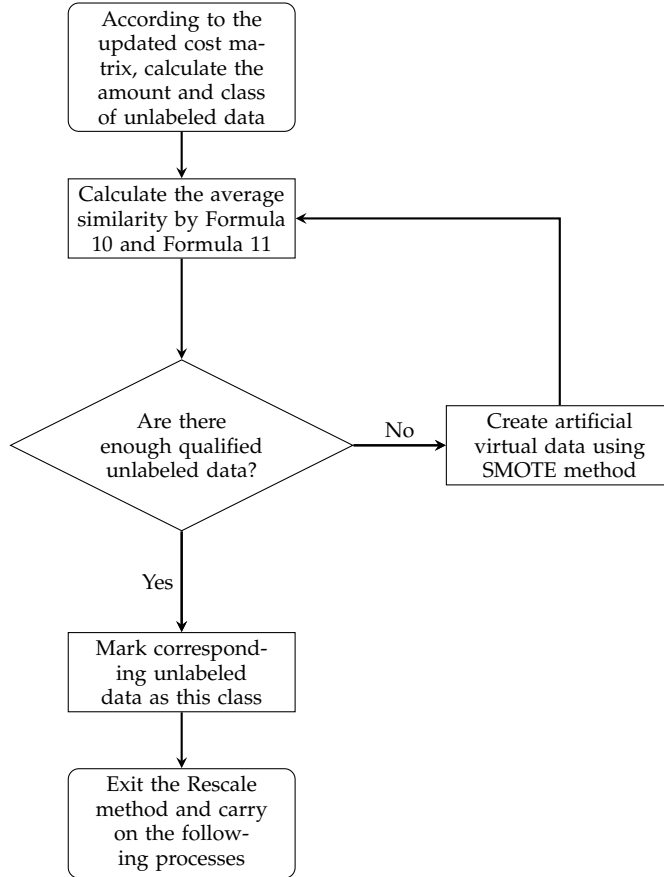 According to the
updated cost ma-
trix, calculate the
amount and class
of unlabeled data
Calculate the average
similarity by Formula
10 and Formula 11
Are there
enough qualified
unlabeled data?
No
Create artificial
virtual data using
SMOTE method
Yes
Mark correspond-
ing unlabeled
data as this class
Exit the Rescale
method and carry
on the follow-
ing processes